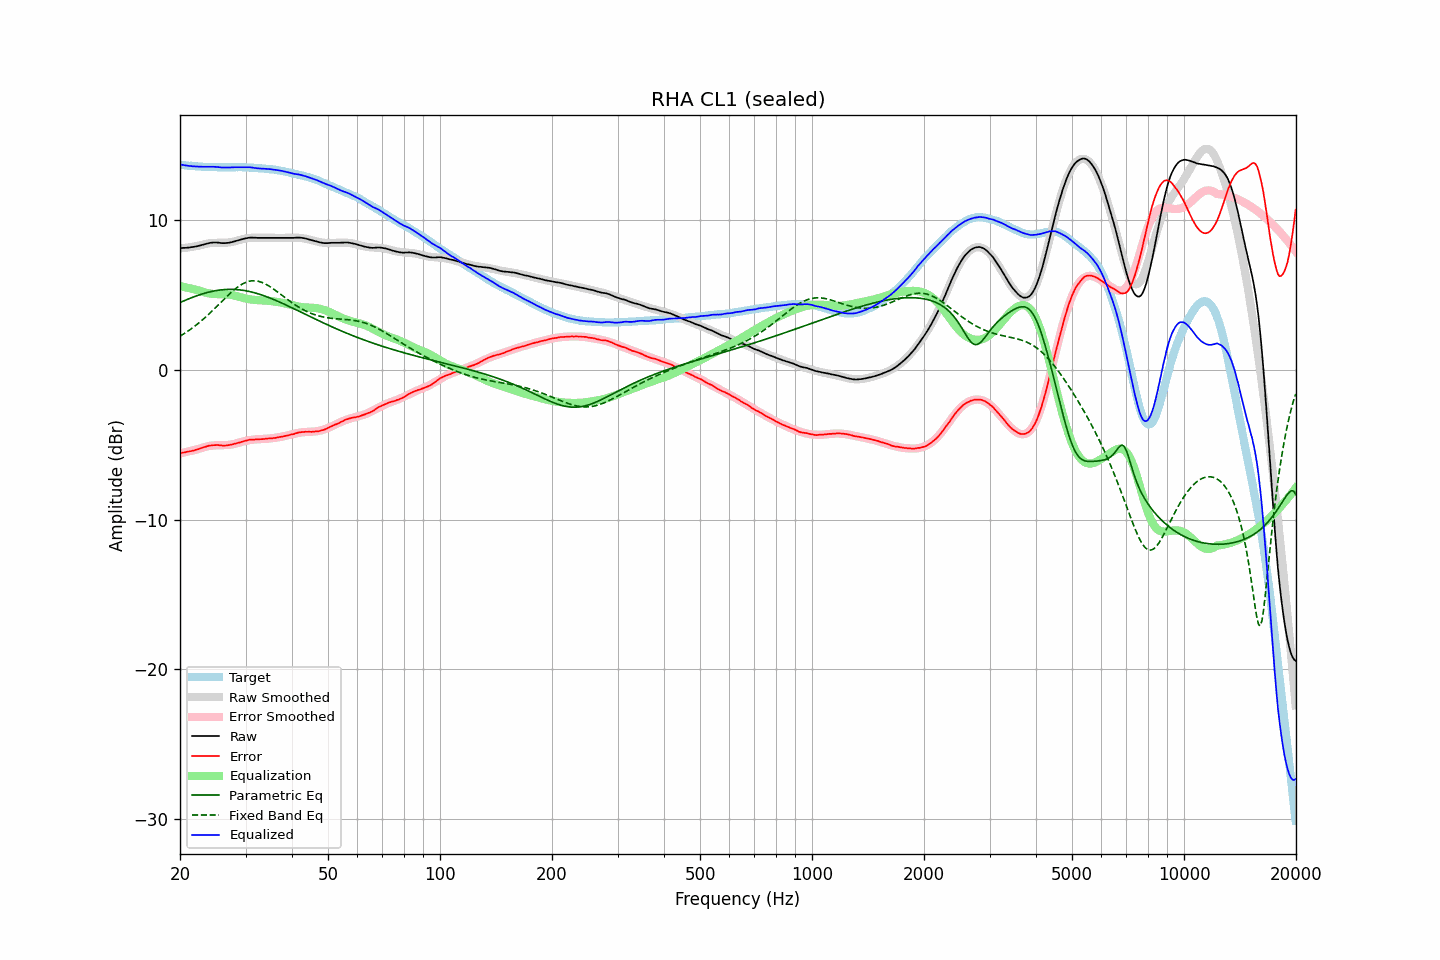 RHA CL1 (sealed)
Amplitude (dBr)
10
0
−10
−20
−30
Target
Raw Smoothed
Error Smoothed
Raw
Error
Equalization
Parametric Eq
Fixed Band Eq
Equalized
20 50 100 200 500 1000 2000 5000 10000 20000
Frequency (Hz)